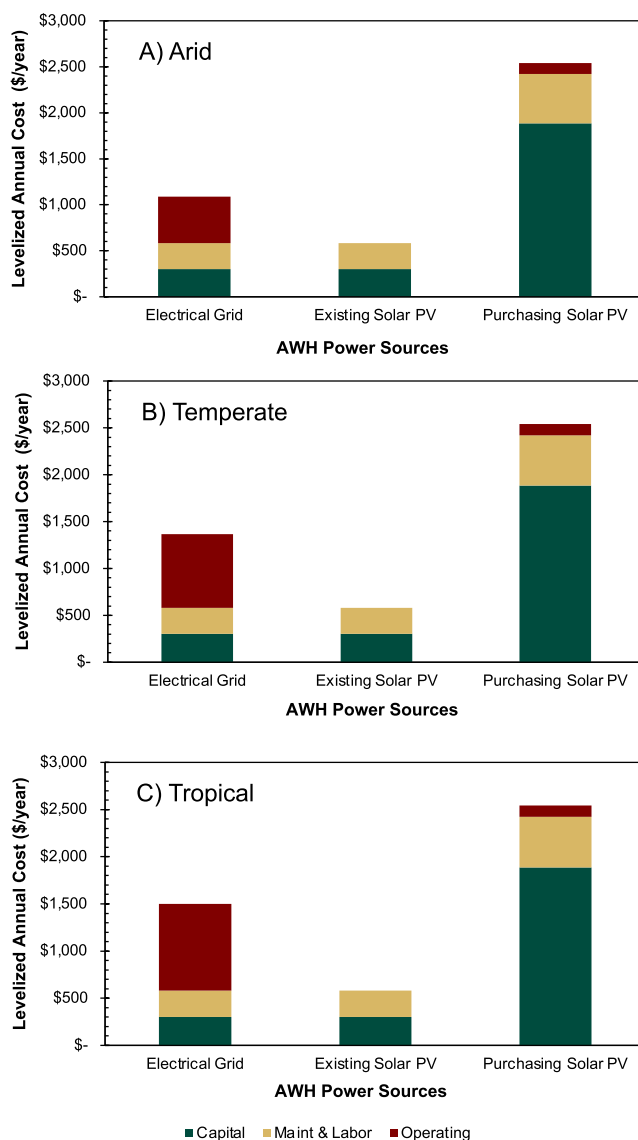 A) Arid
Levelized Annual Cost ($/year)
$3,000
$2,500
$2,000
$1,500
$1,000
$500
$-
Electrical Grid Existing Solar PV Purchasing Solar PV
AWH Power Sources
B) Temperate
Levelized Annual Cost ($/year)
$3,000
$2,500
$2,000
$1,500
$1,000
$500
$-
Electrical Grid Existing Solar PV Purchasing Solar PV
AWH Power Sources
C) Tropical
Levelized Annual Cost ($/year)
$3,000
$2,500
$2,000
$1,500
$1,000
$500
$-
Electrical Grid Existing Solar PV Purchasing Solar PV
AWH Power Sources
Capital Maint & Labor Operating